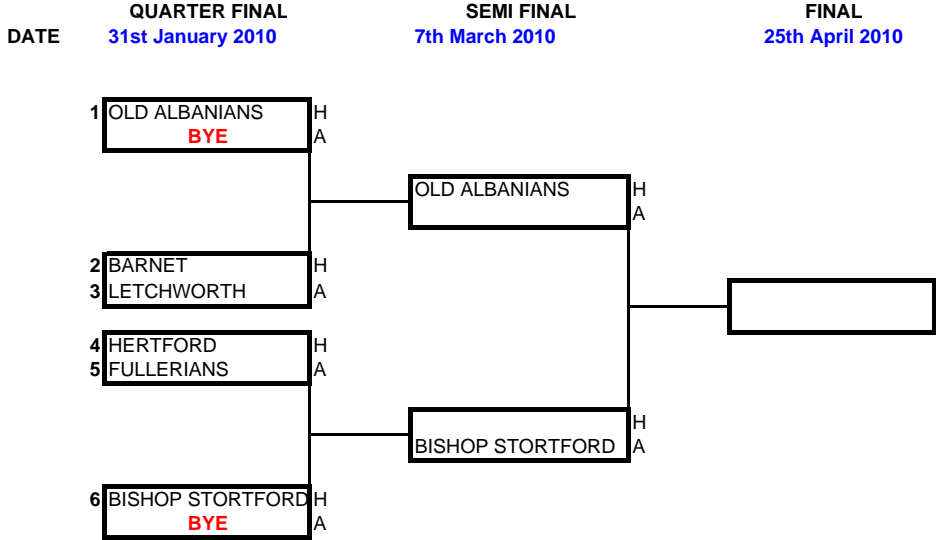 QUARTER FINAL SEMI FINAL FINAL
DATE 31st January 2010 7th March 2010 25th April 2010
1 OLD ALBANIANS H
BYE A
OLD ALBANIANS H
A
2 BARNET H
3 LETCHWORTH A
4 HERTFORD H
5 FULLERIANS A
H
BISHOP STORTFORD A
6 BISHOP STORTFORD H
BYE A